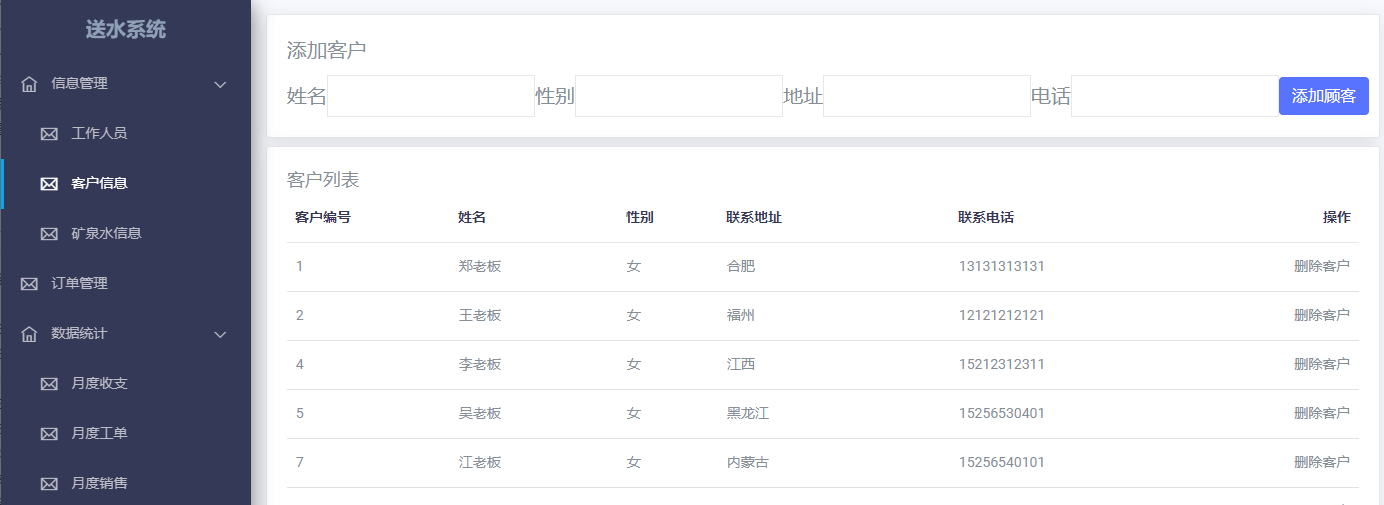 送水系统
信息管理
工作人员
客户信息
矿泉水信息
订单管理
数据统计
月度收支
月度工单
月度销售
添加客户
姓名 性别 地址 电话 添加顾客
客户列表
客户编号 姓名 性别 联系地址 联系电话 操作
1 郑老板 女 合肥 13131313131 删除客户
2 王老板 女 福州 12121212121 删除客户
4 李老板 女 江西 15212312311 删除客户
5 吴老板 女 黑龙江 15256530401 删除客户
7 江老板 女 内蒙古 15256540101 删除客户